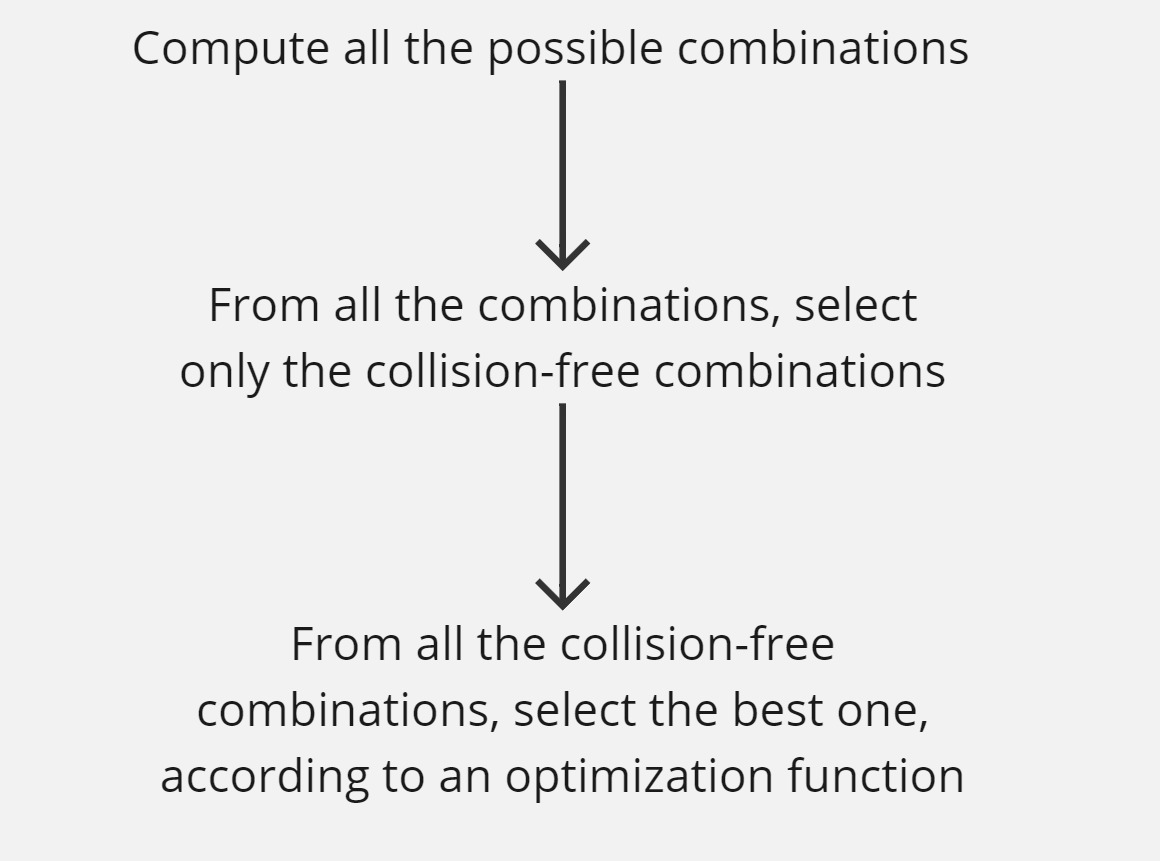 Compute all the possible combinations
From all the combinations, select
only the collision-free combinations
From all the collision-free
combinations, select the best one,
according to an optimization function